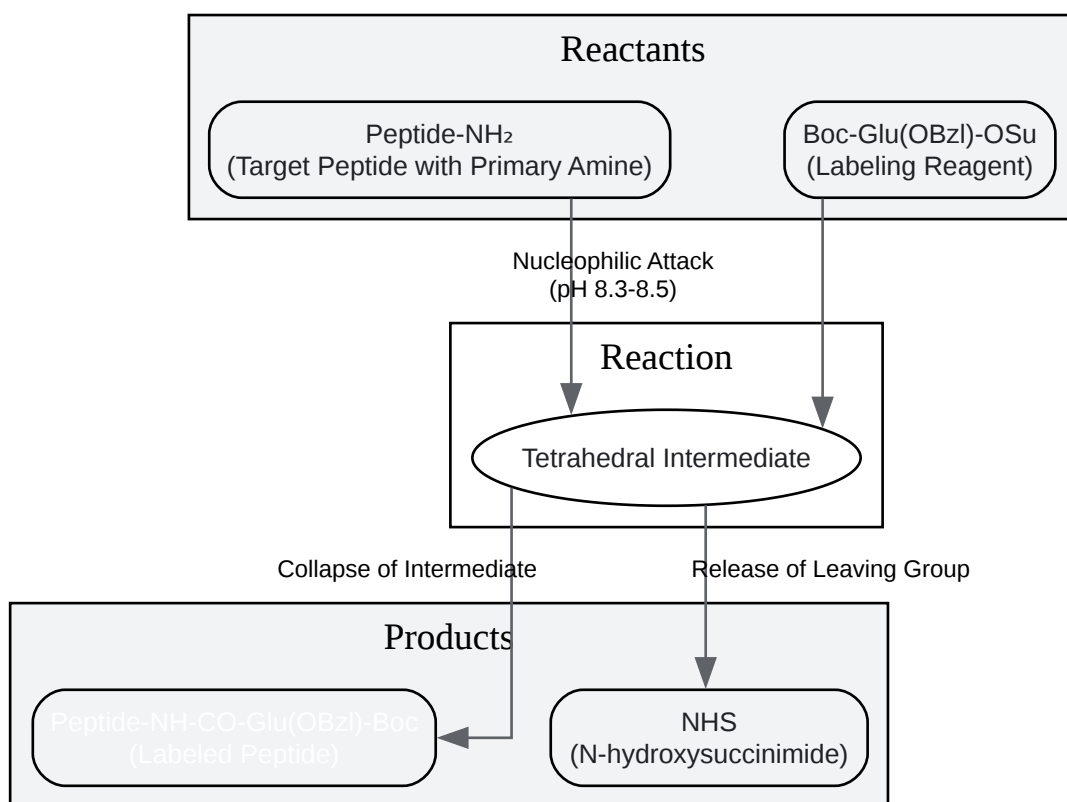 Reactants
Peptide-NH₂
(Target Peptide with Primary Amine)
Boc-Glu(OBzl)-OSu
(Labeling Reagent)
Nucleophilic Attack
(pH 8.3-8.5)
Reaction
Tetrahedral Intermediate
Collapse of Intermediate
Release of Leaving Group
Products
Peptide-NH-CO-Glu(OBzl)-Boc
(Labeled Peptide)
NHS
(N-hydroxysuccinimide)